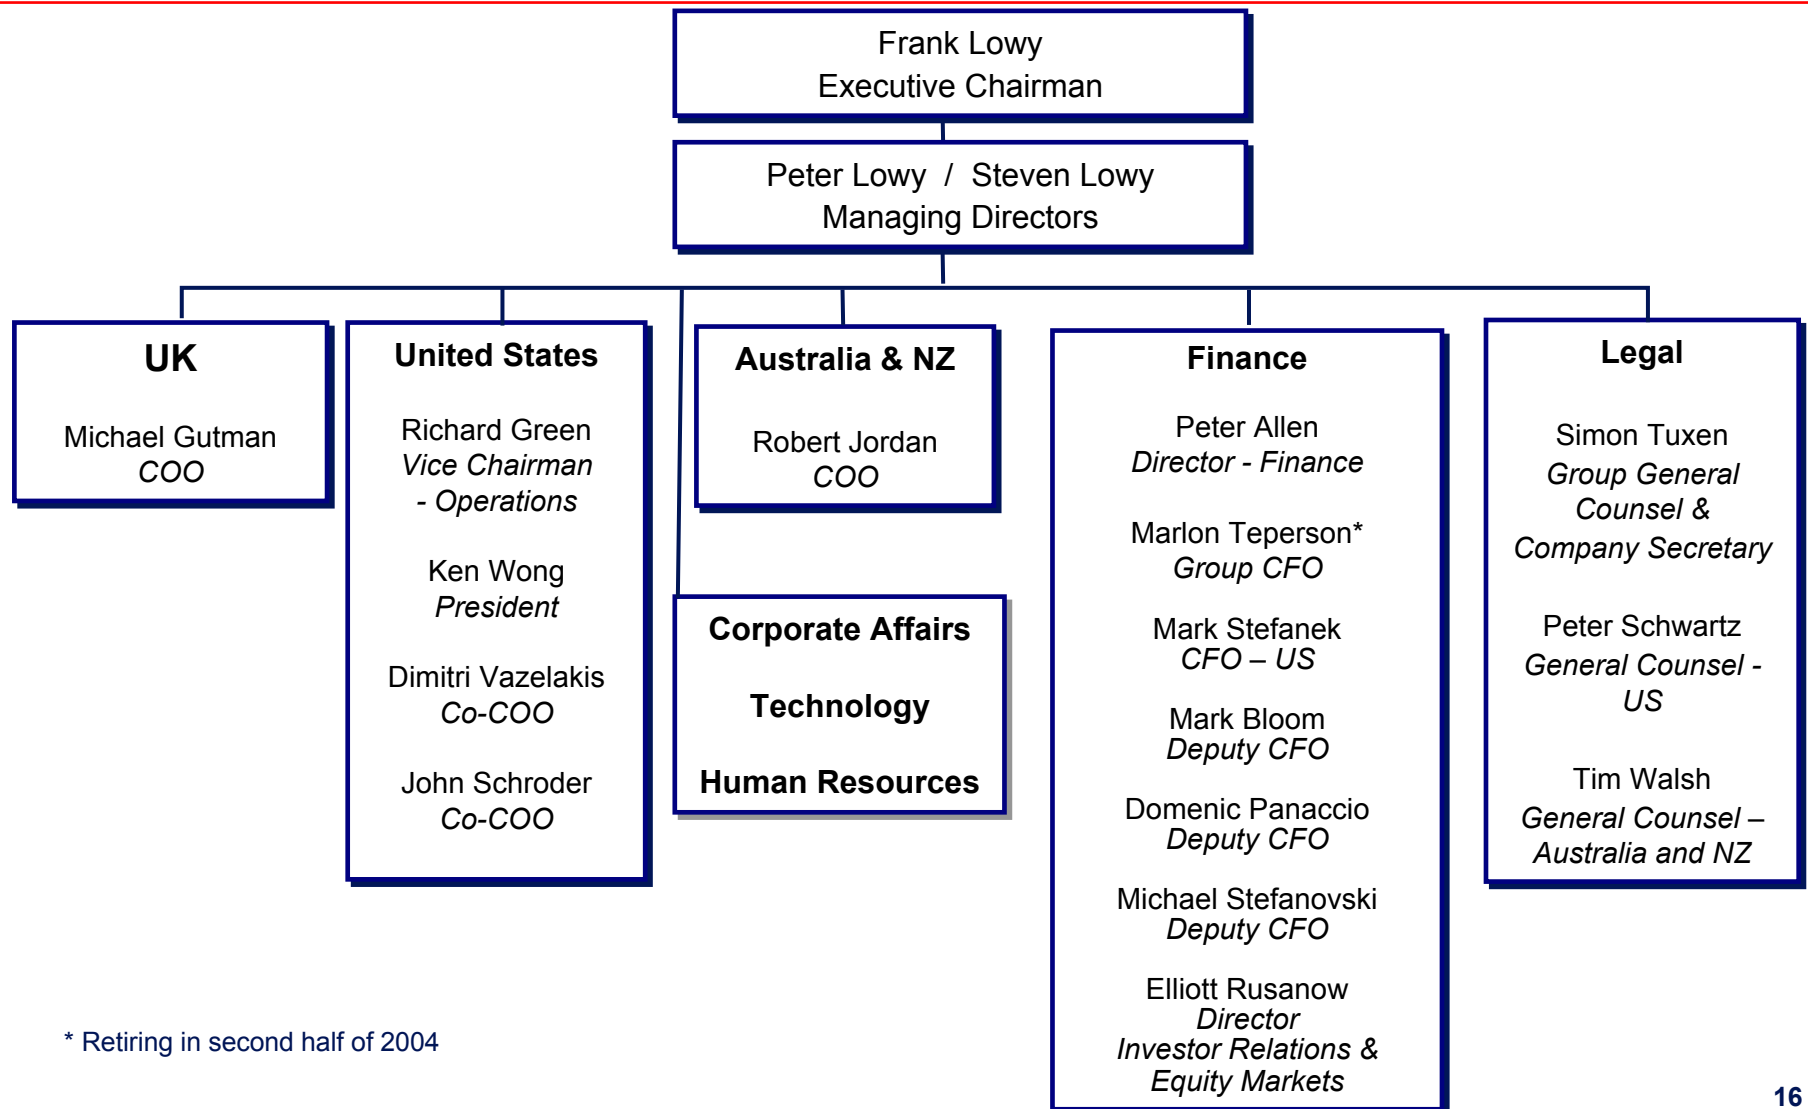 Frank Lowy
Executive Chairman
Peter Lowy / Steven Lowy
Managing Directors
UK
Michael Gutman
COO
United States
Richard Green
Vice Chairman
- Operations
Ken Wong
President
Dimitri Vazelakis
Co-COO
John Schroder
Co-COO
Australia & NZ
Robert Jordan
COO
Corporate Affairs
Technology
Human Resources
Finance
Peter Allen
Director - Finance
Marlon Teperson*
Group CFO
Mark Stefanek
CFO – US
Mark Bloom
Deputy CFO
Domenic Panaccio
Deputy CFO
Michael Stefanovski
Deputy CFO
Elliott Rusanow
Director
Investor Relations &
Equity Markets
Legal
Simon Tuxen
Group General
Counsel &
Company Secretary
Peter Schwartz
General Counsel -
US
Tim Walsh
General Counsel –
Australia and NZ
* Retiring in second half of 2004
16